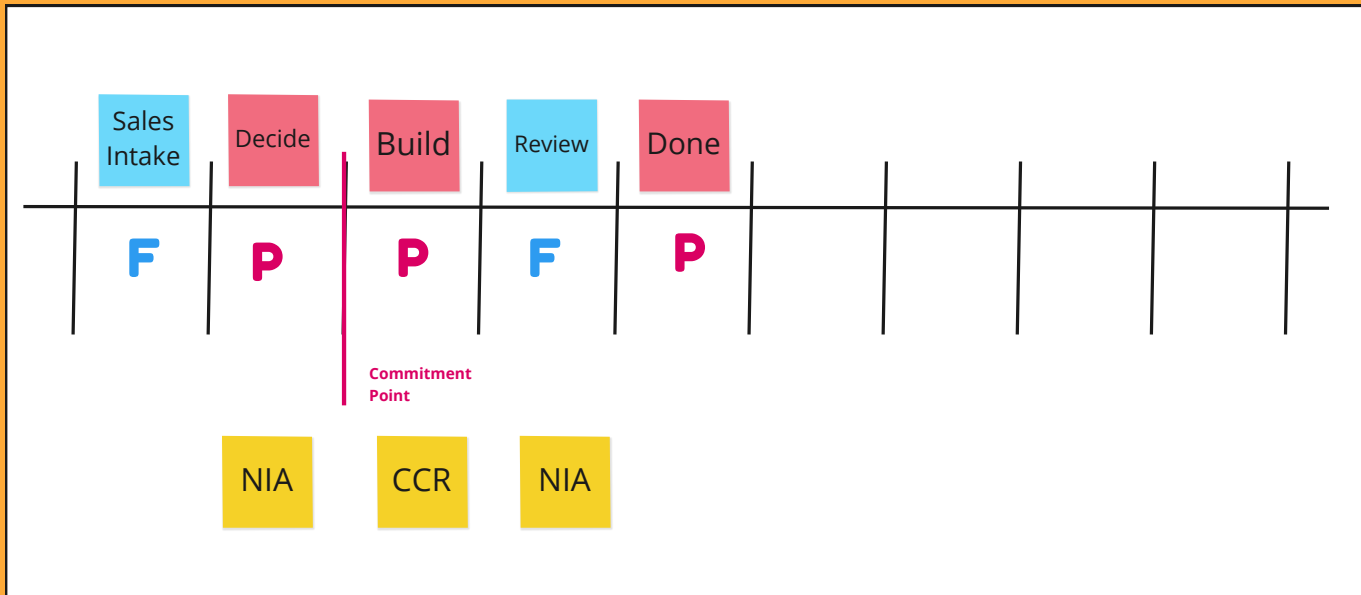 Sales
Intake
Decide
Build
Review
Done
F
P
P
F
P
Commitment
Point
NIA
CCR
NIA